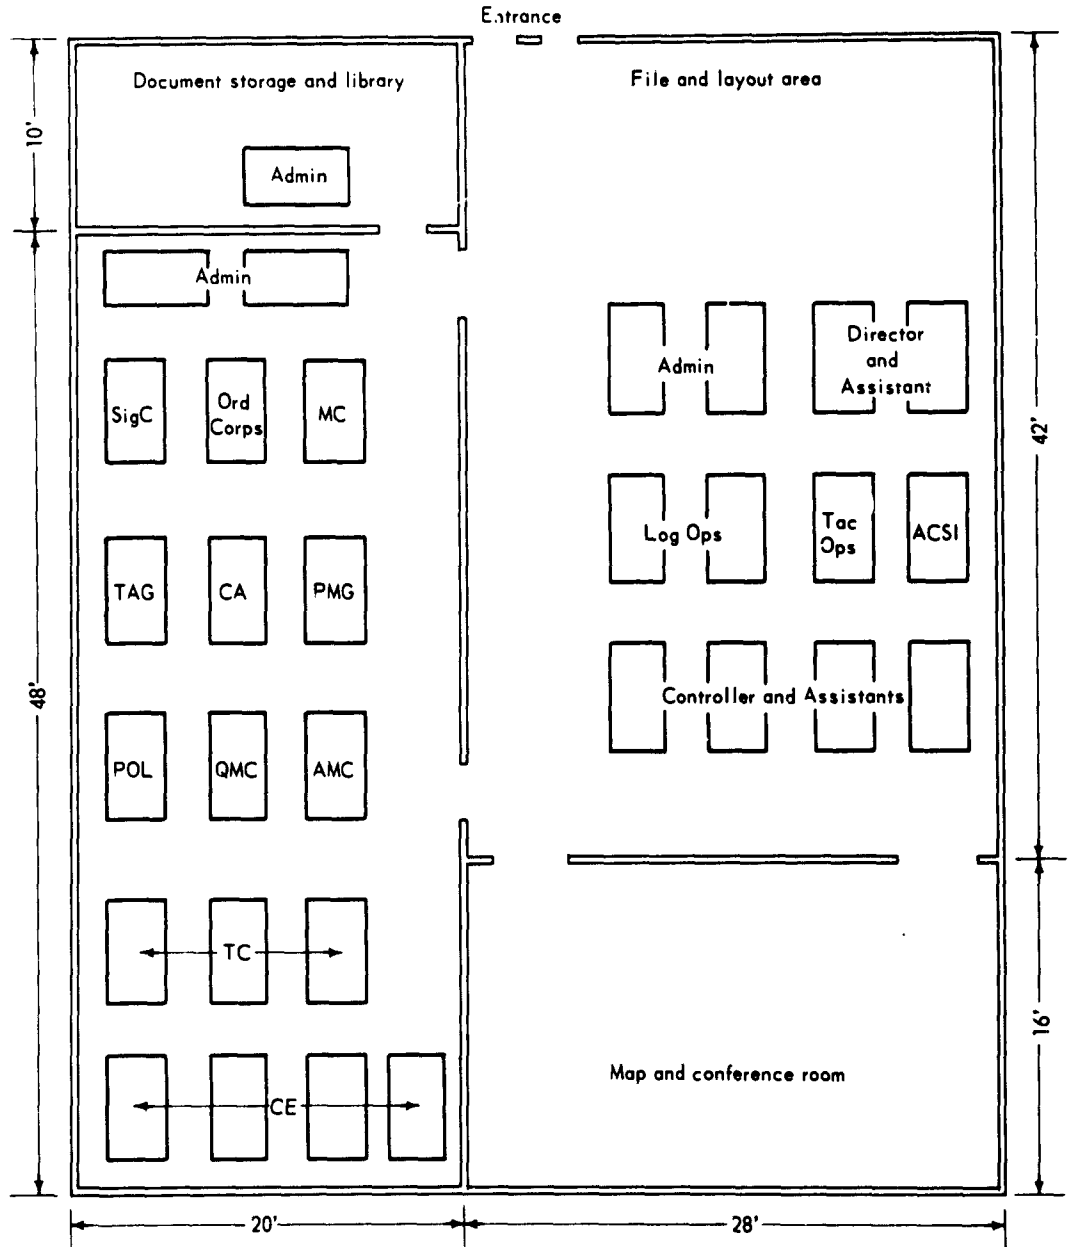 Entrance
Document storage and library
File and layout area
10'
Admin
Admin
Admin
Director
and
Assistant
SigC
Ord
Corps
MC
42'
Log Ops
Tac
Ops
ACSI
TAG
CA
PMG
48'
Controller and Assistants
POL
QMC
AMC
TC
16'
Map and conference room
CE
20'
28'